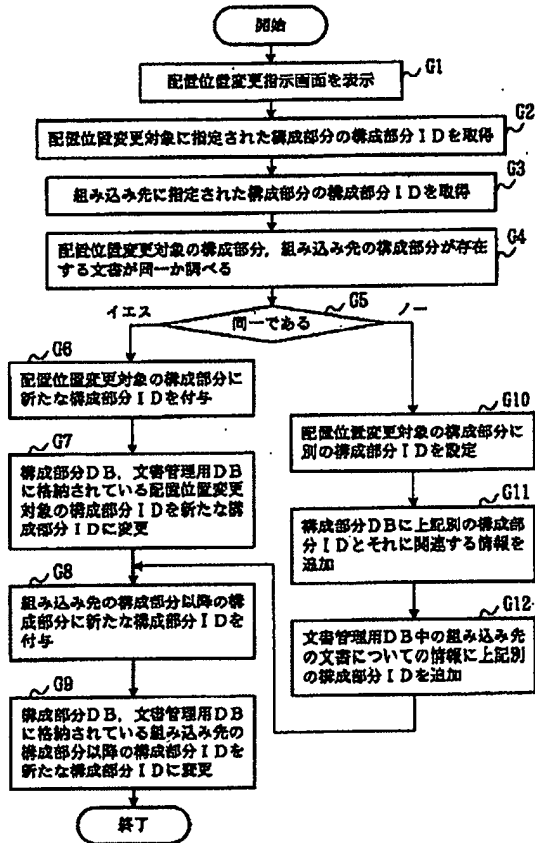 開始
G1
配置位置変更指示画面を表示
G2
配置位置変更対象に指定された構成部分の構成部分IDを取得
G3
組み込み先に指定された構成部分の構成部分IDを取得
G4
配置位置変更対象の構成部分，組み込み先の構成部分が存在
する文書が同一か調べる
G5
イエス
同一である
ノー
G6
配置位置変更対象の構成部分に
新たな構成部分IDを付与
G7
構成部分DB，文書管理用DB
に格納されている配置位置変更
対象の構成部分IDを新たな構
成部分IDに変更
G8
組み込み先の構成部分以降の構
成部分に新たな構成部分IDを
付与
G9
構成部分DB，文書管理用DB
に格納されている組み込み先の
構成部分以降の構成部分IDを
新たな構成部分IDに変更
終了
G10
配置位置変更対象の構成部分に
別の構成部分IDを設定
G11
構成部分DBに上記別の構成部
分IDとそれに関連する情報を
追加
G12
文書管理用DB中の組み込み先
の文書についての情報に上記別
の構成部分IDを追加